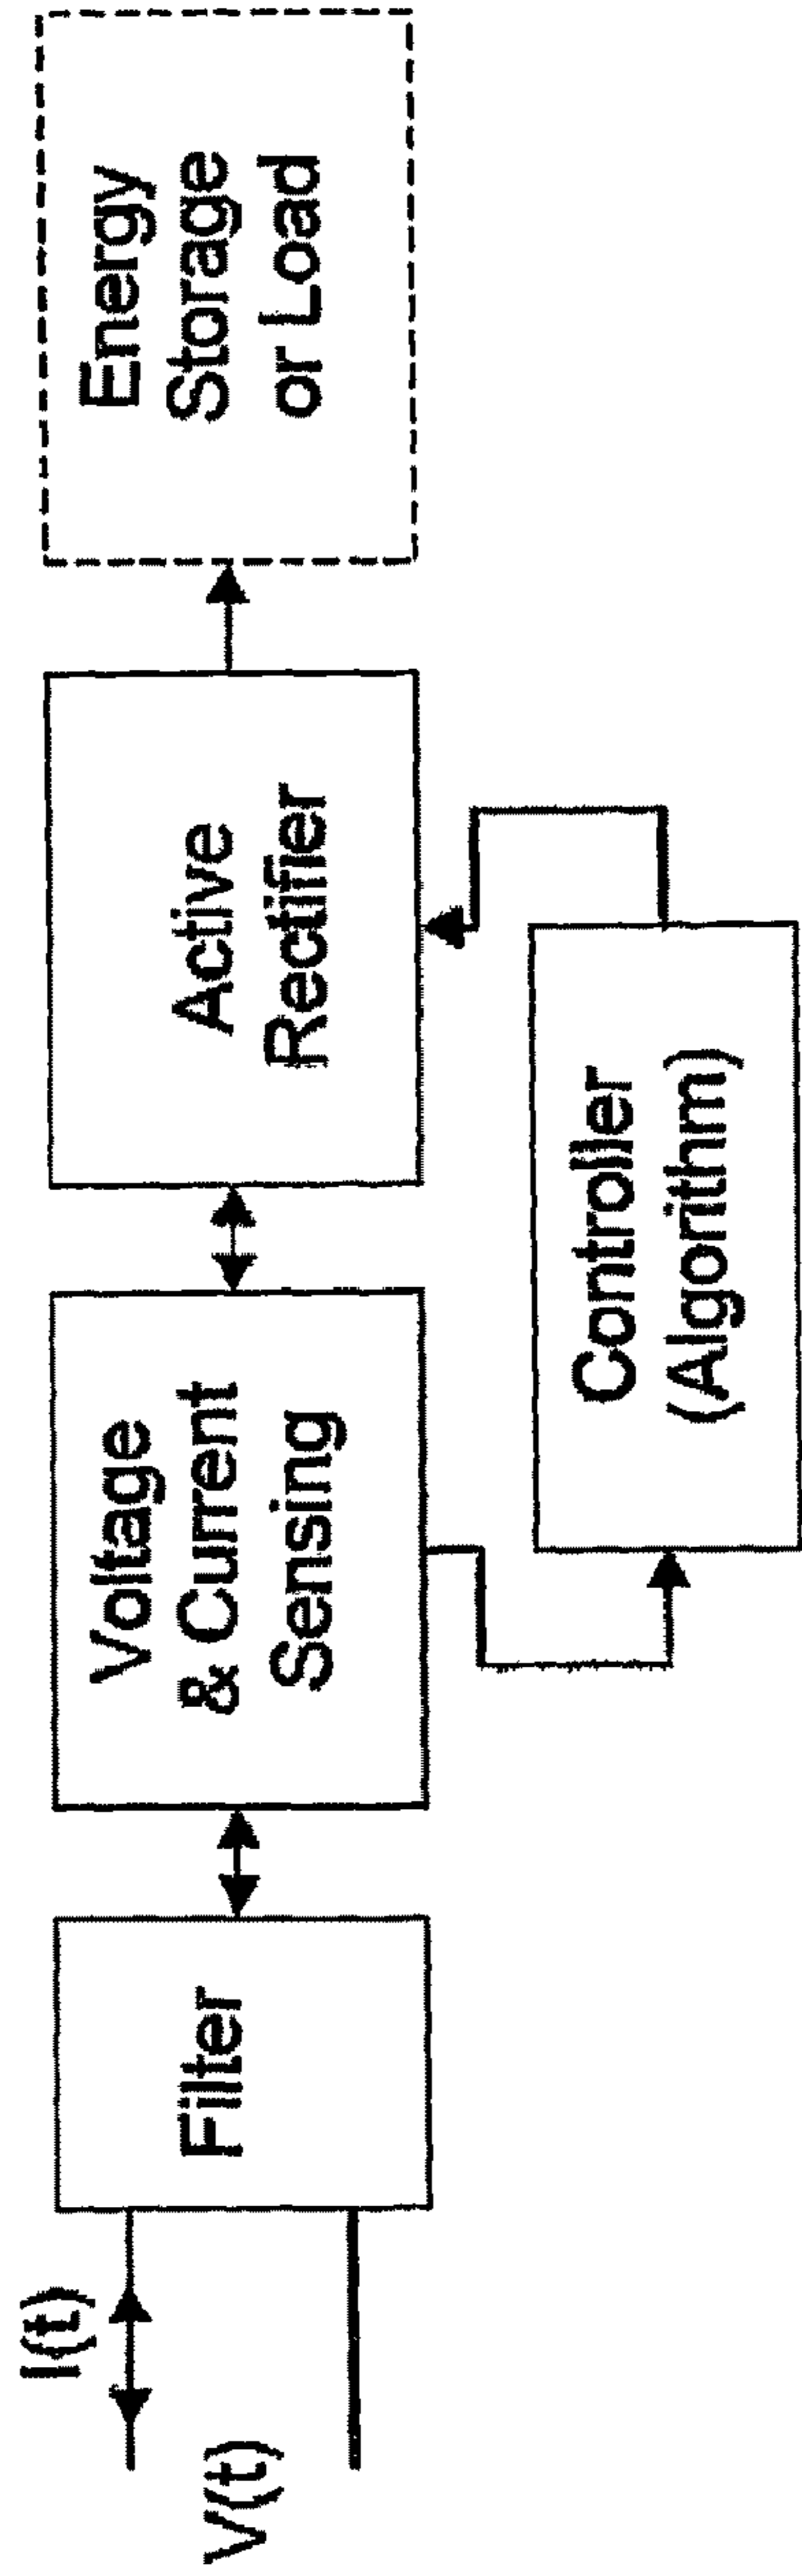 I(t)
V(t)
Filter
Voltage
& Current
Sensing
Active
Rectifier
Energy
Storage
or Load
Controller
(Algorithm)